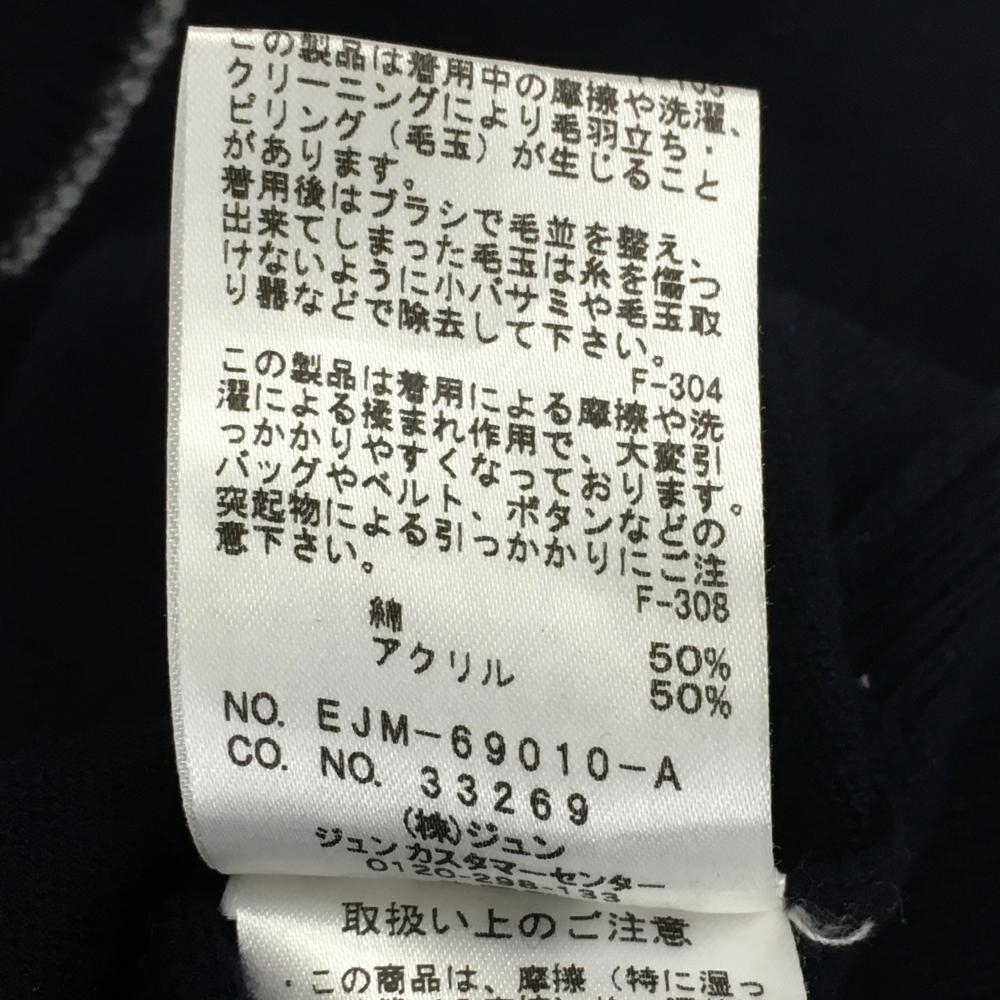 この製品は着用中の摩擦や洗濯、
クリーニングにより毛羽立ち・
ピリング(毛玉)が生じること
があります。
着用後はブラシで毛並を整え、
出来てしまった毛玉は糸を傷つ
けないように小バサミや毛玉取
り器などで除去して下さい。
F-304
この製品は着用による摩擦や洗
濯による揉まれ作用で、大変引
っかかりやすくなっております。
バッグやベルト、ボタンなどの
突起物による引っかかりにご注
意下さい。
F-308
綿 50%
アクリル 50%
NO. EJM-69010-A
CO. NO. 33269
(株)ジュン
ジュンカスタマーセンター
0120-298-133
取扱い上のご注意
・この商品は、摩擦(特に湿っ